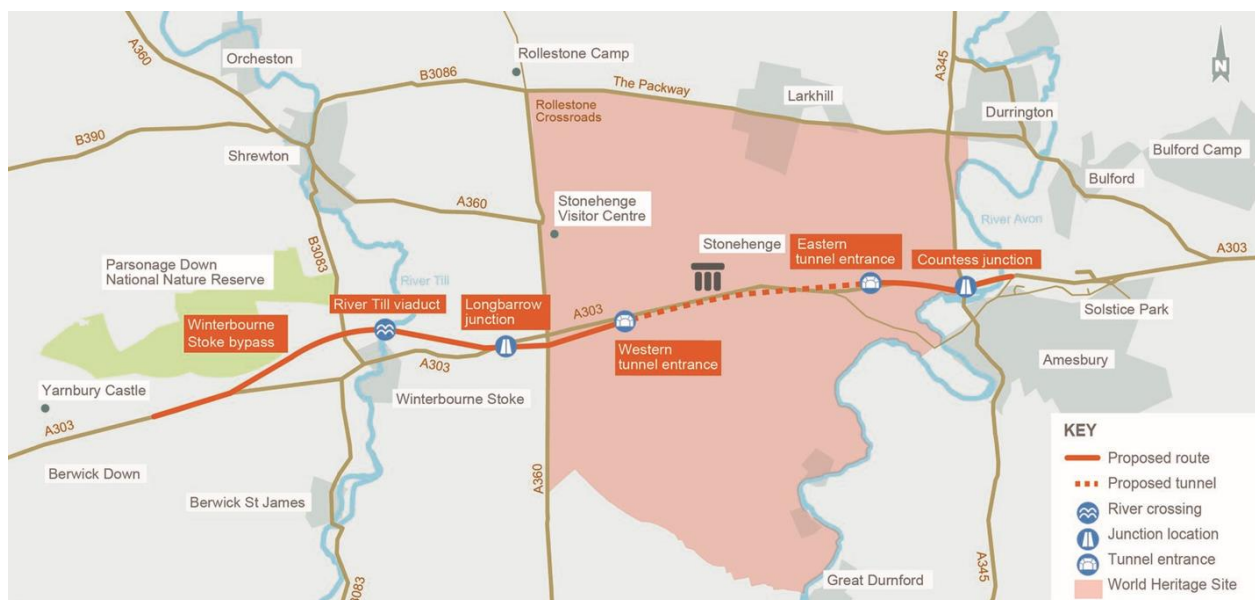 A360
Orcheston
B3086
Rollestone Camp
The Packway
A345
N
Rollestone
Crossroads
Larkhill
Durrington
B390
Shrewton
Bulford Camp
Bulford
A360
Stonehenge
Visitor Centre
River Avon
B3083
Stonehenge
Eastern
tunnel entrance
Countess junction
A303
Parsonage Down
National Nature Reserve
River Till
River Till viaduct
Longbarrow
junction
A303
Solstice Park
Winterbourne
Stoke bypass
Western
tunnel entrance
A303
Amesbury
Yarnbury Castle
Winterbourne Stoke
A303
Berwick Down
A360
Berwick St James
B3083
Great Durnford
A345
KEY
Proposed route
Proposed tunnel
River crossing
Junction location
Tunnel entrance
World Heritage Site